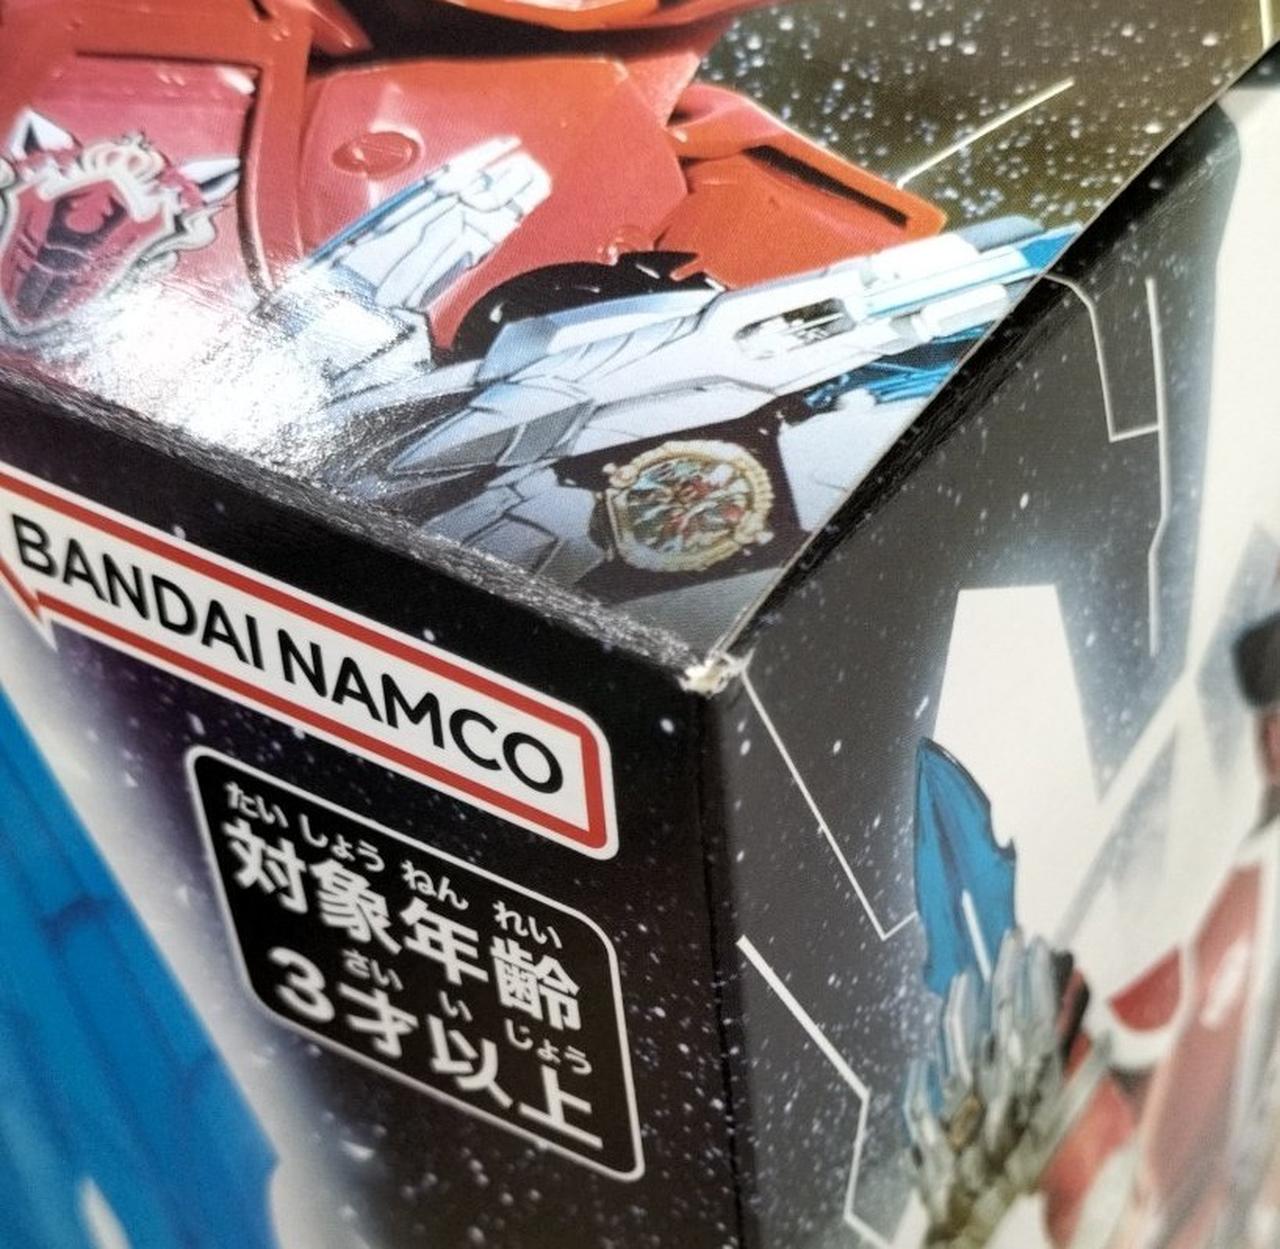 BANDAI NAMCO
たい しょう ねん れい
対象年齢
さい い じょう
3才以上